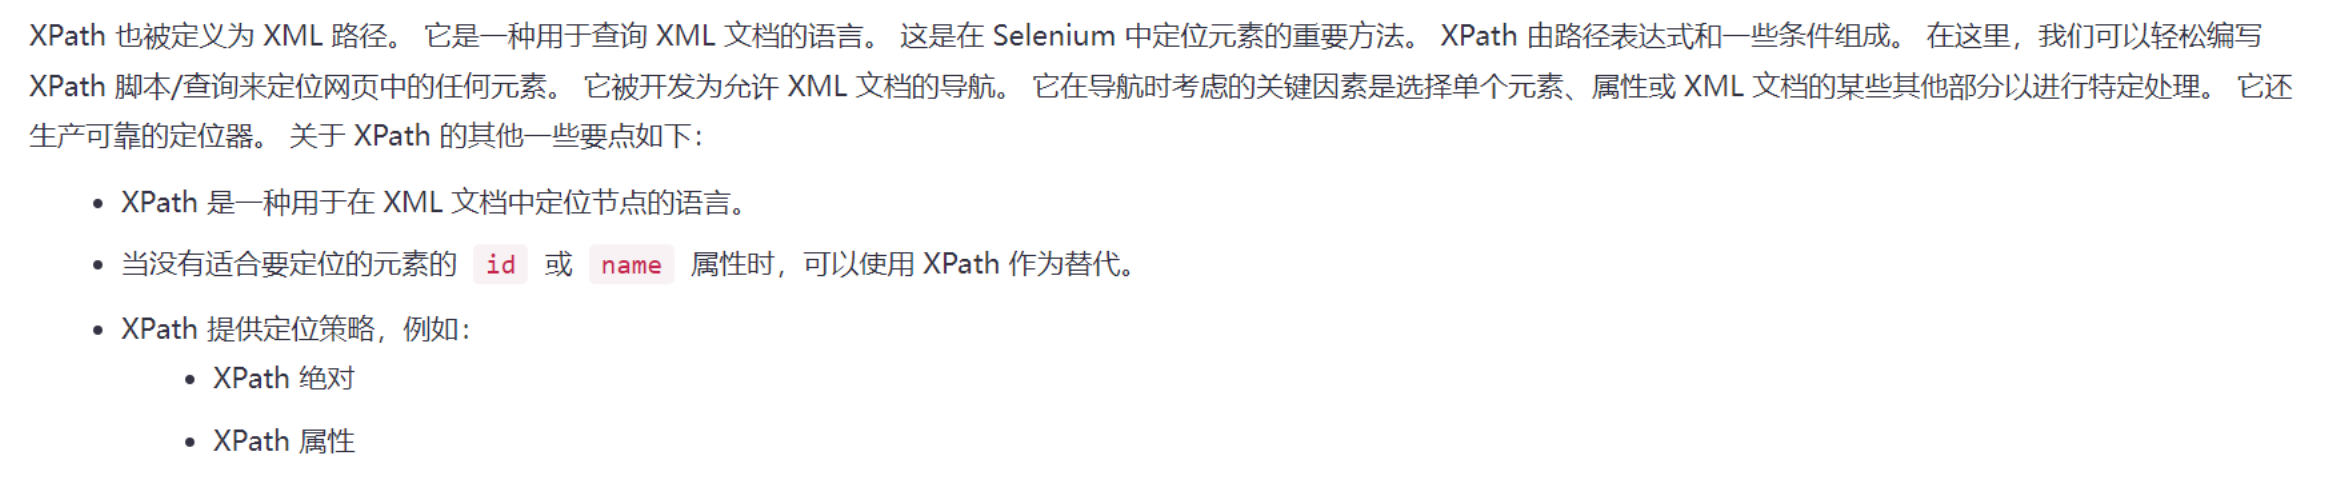 XPath 也被定义为 XML 路径。 它是一种用于查询 XML 文档的语言。 这是在 Selenium 中定位元素的重要方法。 XPath 由路径表达式和一些条件组成。 在这里，我们可以轻松编写
XPath 脚本/查询来定位网页中的任何元素。 它被开发为允许 XML 文档的导航。 它在导航时考虑的关键因素是选择单个元素、属性或 XML 文档的某些其他部分以进行特定处理。 它还
生产可靠的定位器。 关于 XPath 的其他一些要点如下：
• XPath 是一种用于在 XML 文档中定位节点的语言。
• 当没有适合要定位的元素的 id 或 name 属性时，可以使用 XPath 作为替代。
• XPath 提供定位策略，例如：
• XPath 绝对
• XPath 属性